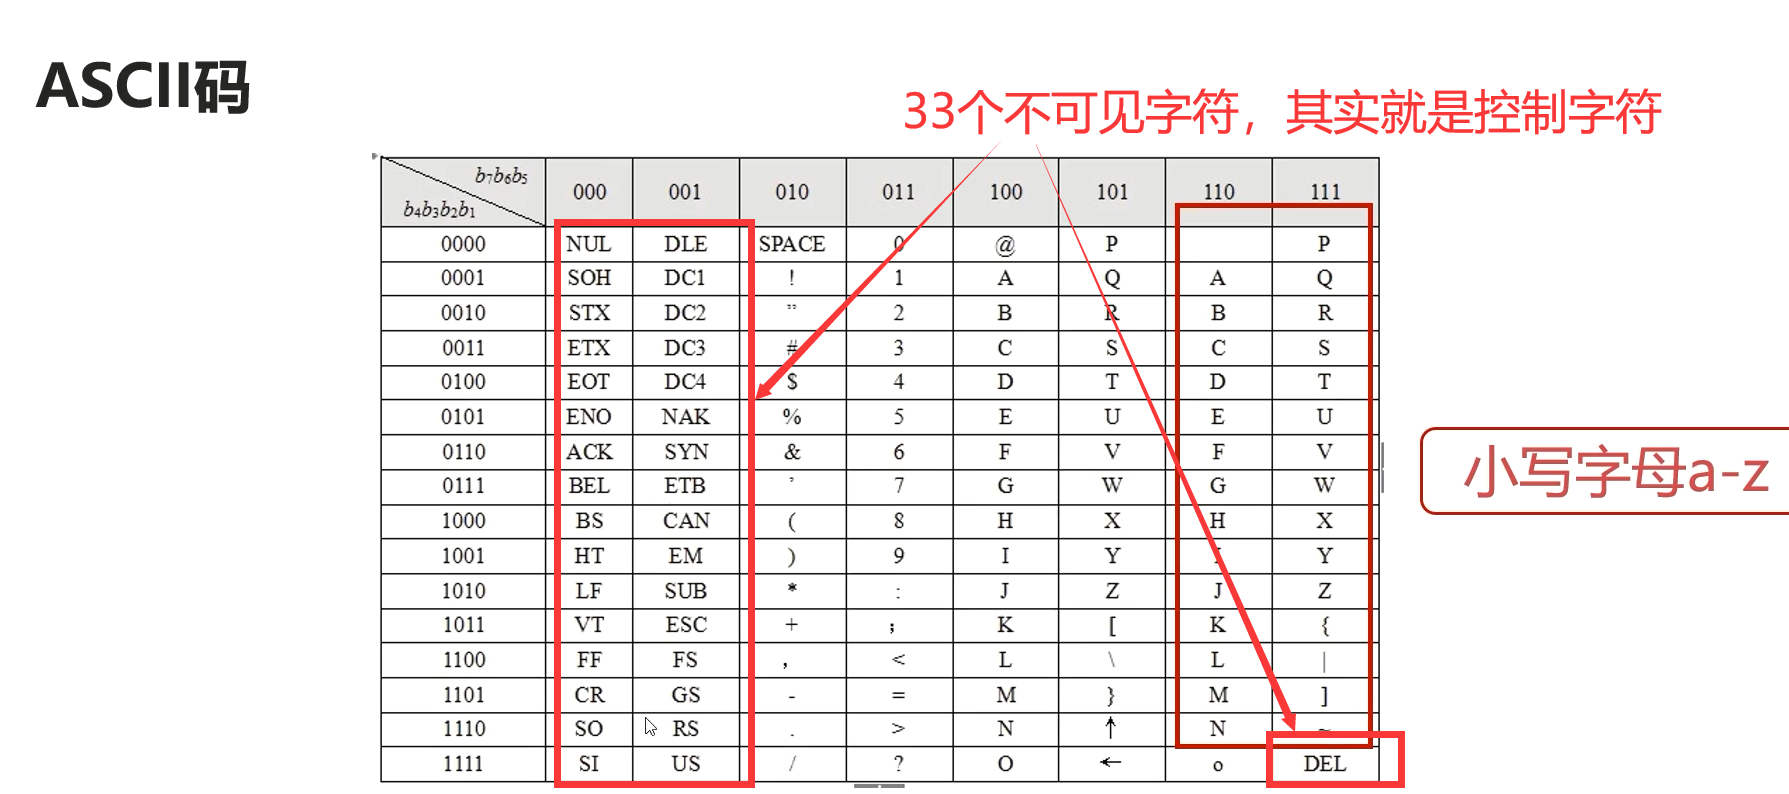 ASCII码
33个不可见字符，其实就是控制字符
b7b6b5
b4b3b2b1 000 001 010 011 100 101 110 111
0000 NUL DLE SPACE 0 @ P P
0001 SOH DC1 ! 1 A Q A Q
0010 STX DC2 " 2 B R B R
0011 ETX DC3 # 3 C S C S
0100 EOT DC4 $ 4 D T D T
0101 ENO NAK % 5 E U E U
0110 ACK SYN & 6 F V F V
0111 BEL ETB ' 7 G W G W
1000 BS CAN ( 8 H X H X
1001 HT EM ) 9 I Y I Y
1010 LF SUB * : J Z J Z
1011 VT ESC + ; K [ K {
1100 FF FS , < L \ L |
1101 CR GS - = M } M ]
1110 SO RS . > N ↑ N ~
1111 SI US / ? O ← o DEL
小写字母a-z